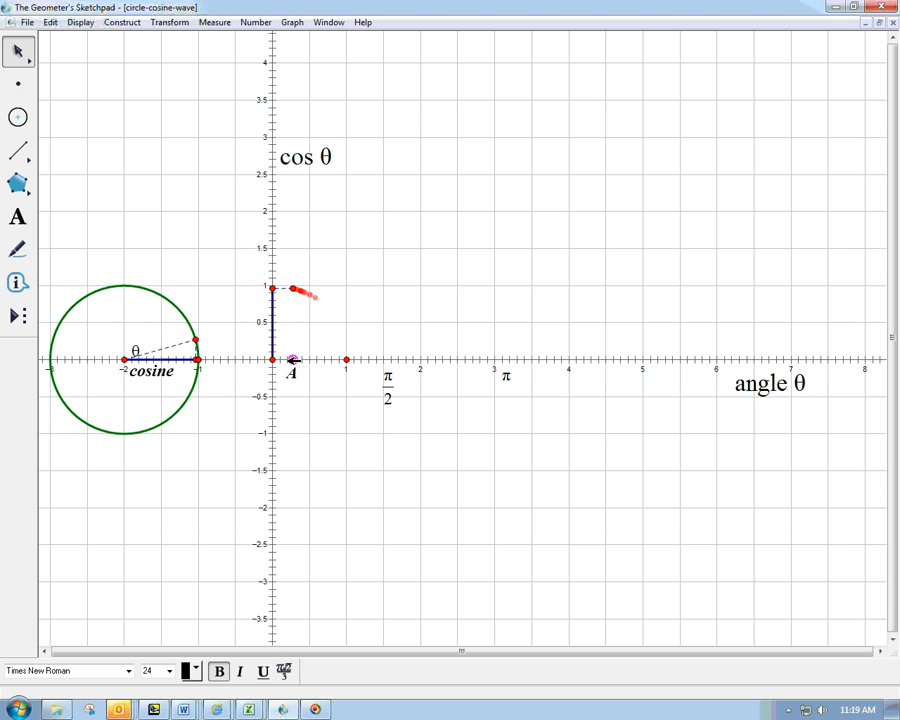 The Geometer's Sketchpad - [circle-cosine-wave]
File Edit Display Construct Transform Measure Number Graph Window Help
4
3.5
3
cos θ
2.5
2
1.5
1
0.5
θ
-3 -2 cosine -1 0 A 1 π/2 2 3 π 4 5 6 7 8
angle θ
-0.5
-1
-1.5
-2
-2.5
-3
-3.5
A
Times New Roman 24 B I U
11:19 AM